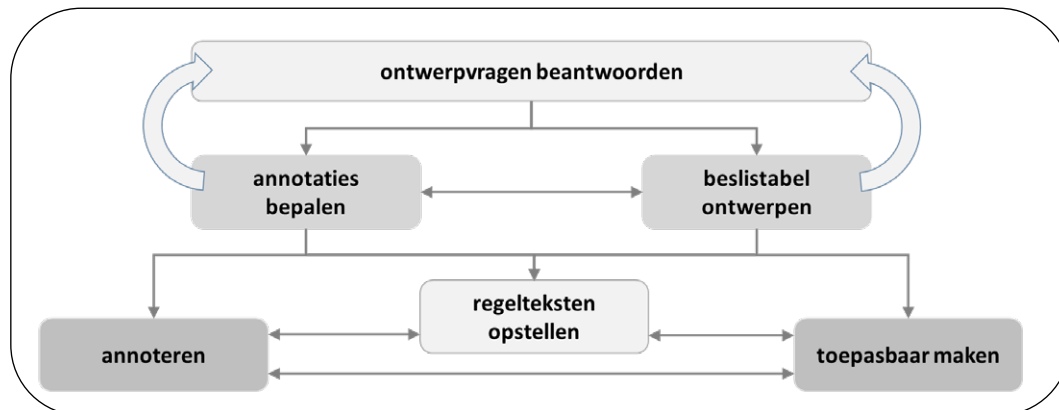 ontwerpvragen beantwoorden
annotaties
bepalen
beslistabel
ontwerpen
regelteksten
opstellen
annoteren
toepasbaar maken